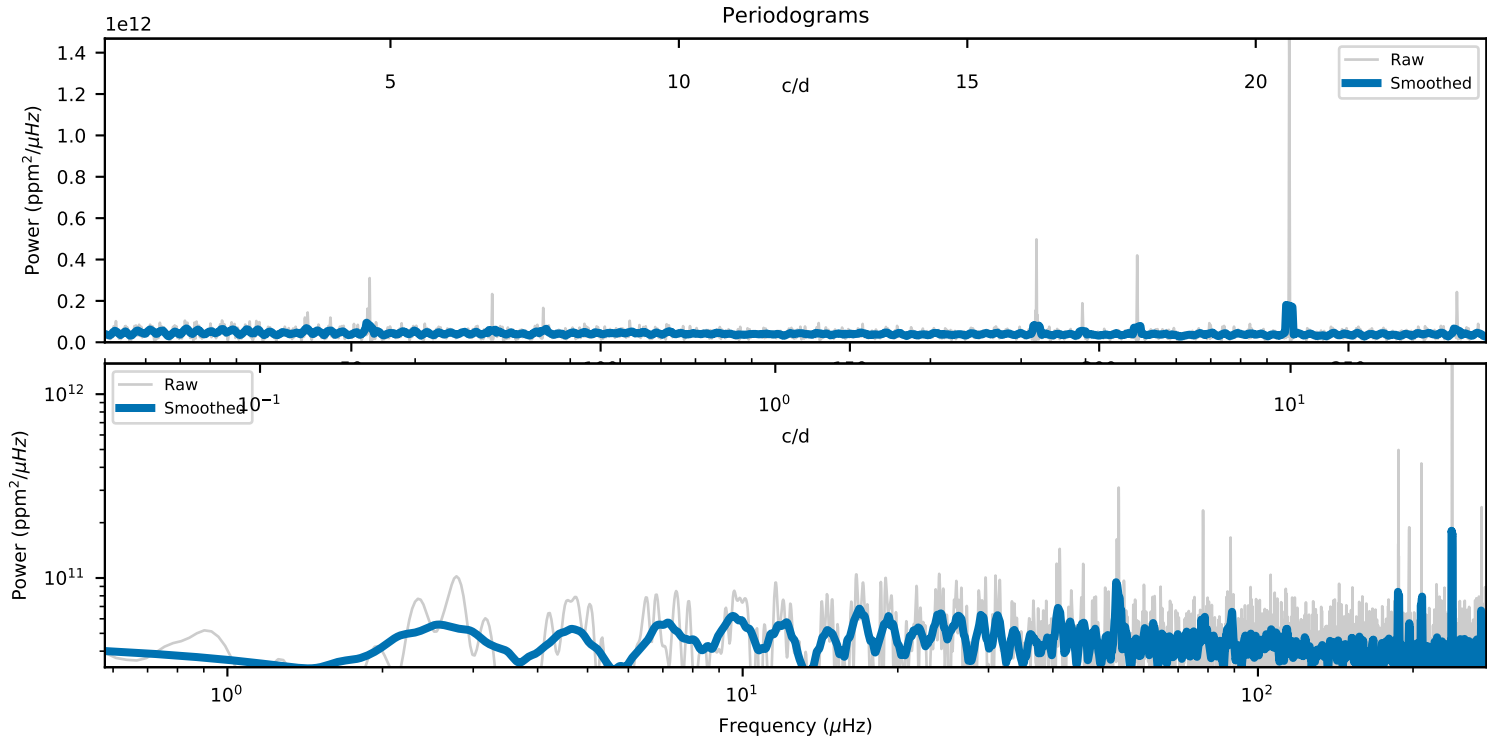 Periodograms
1e12
Power (ppm²/μHz)
1.4
1.2
1.0
0.8
0.6
0.4
0.2
0.0
5 10 15 20
c/d
Raw
Smoothed
Power (ppm²/μHz)
10¹²
10¹¹
Raw
Smoothed
10⁻¹ 10⁰ 10¹
c/d
10⁰ 10¹ 10²
Frequency (μHz)